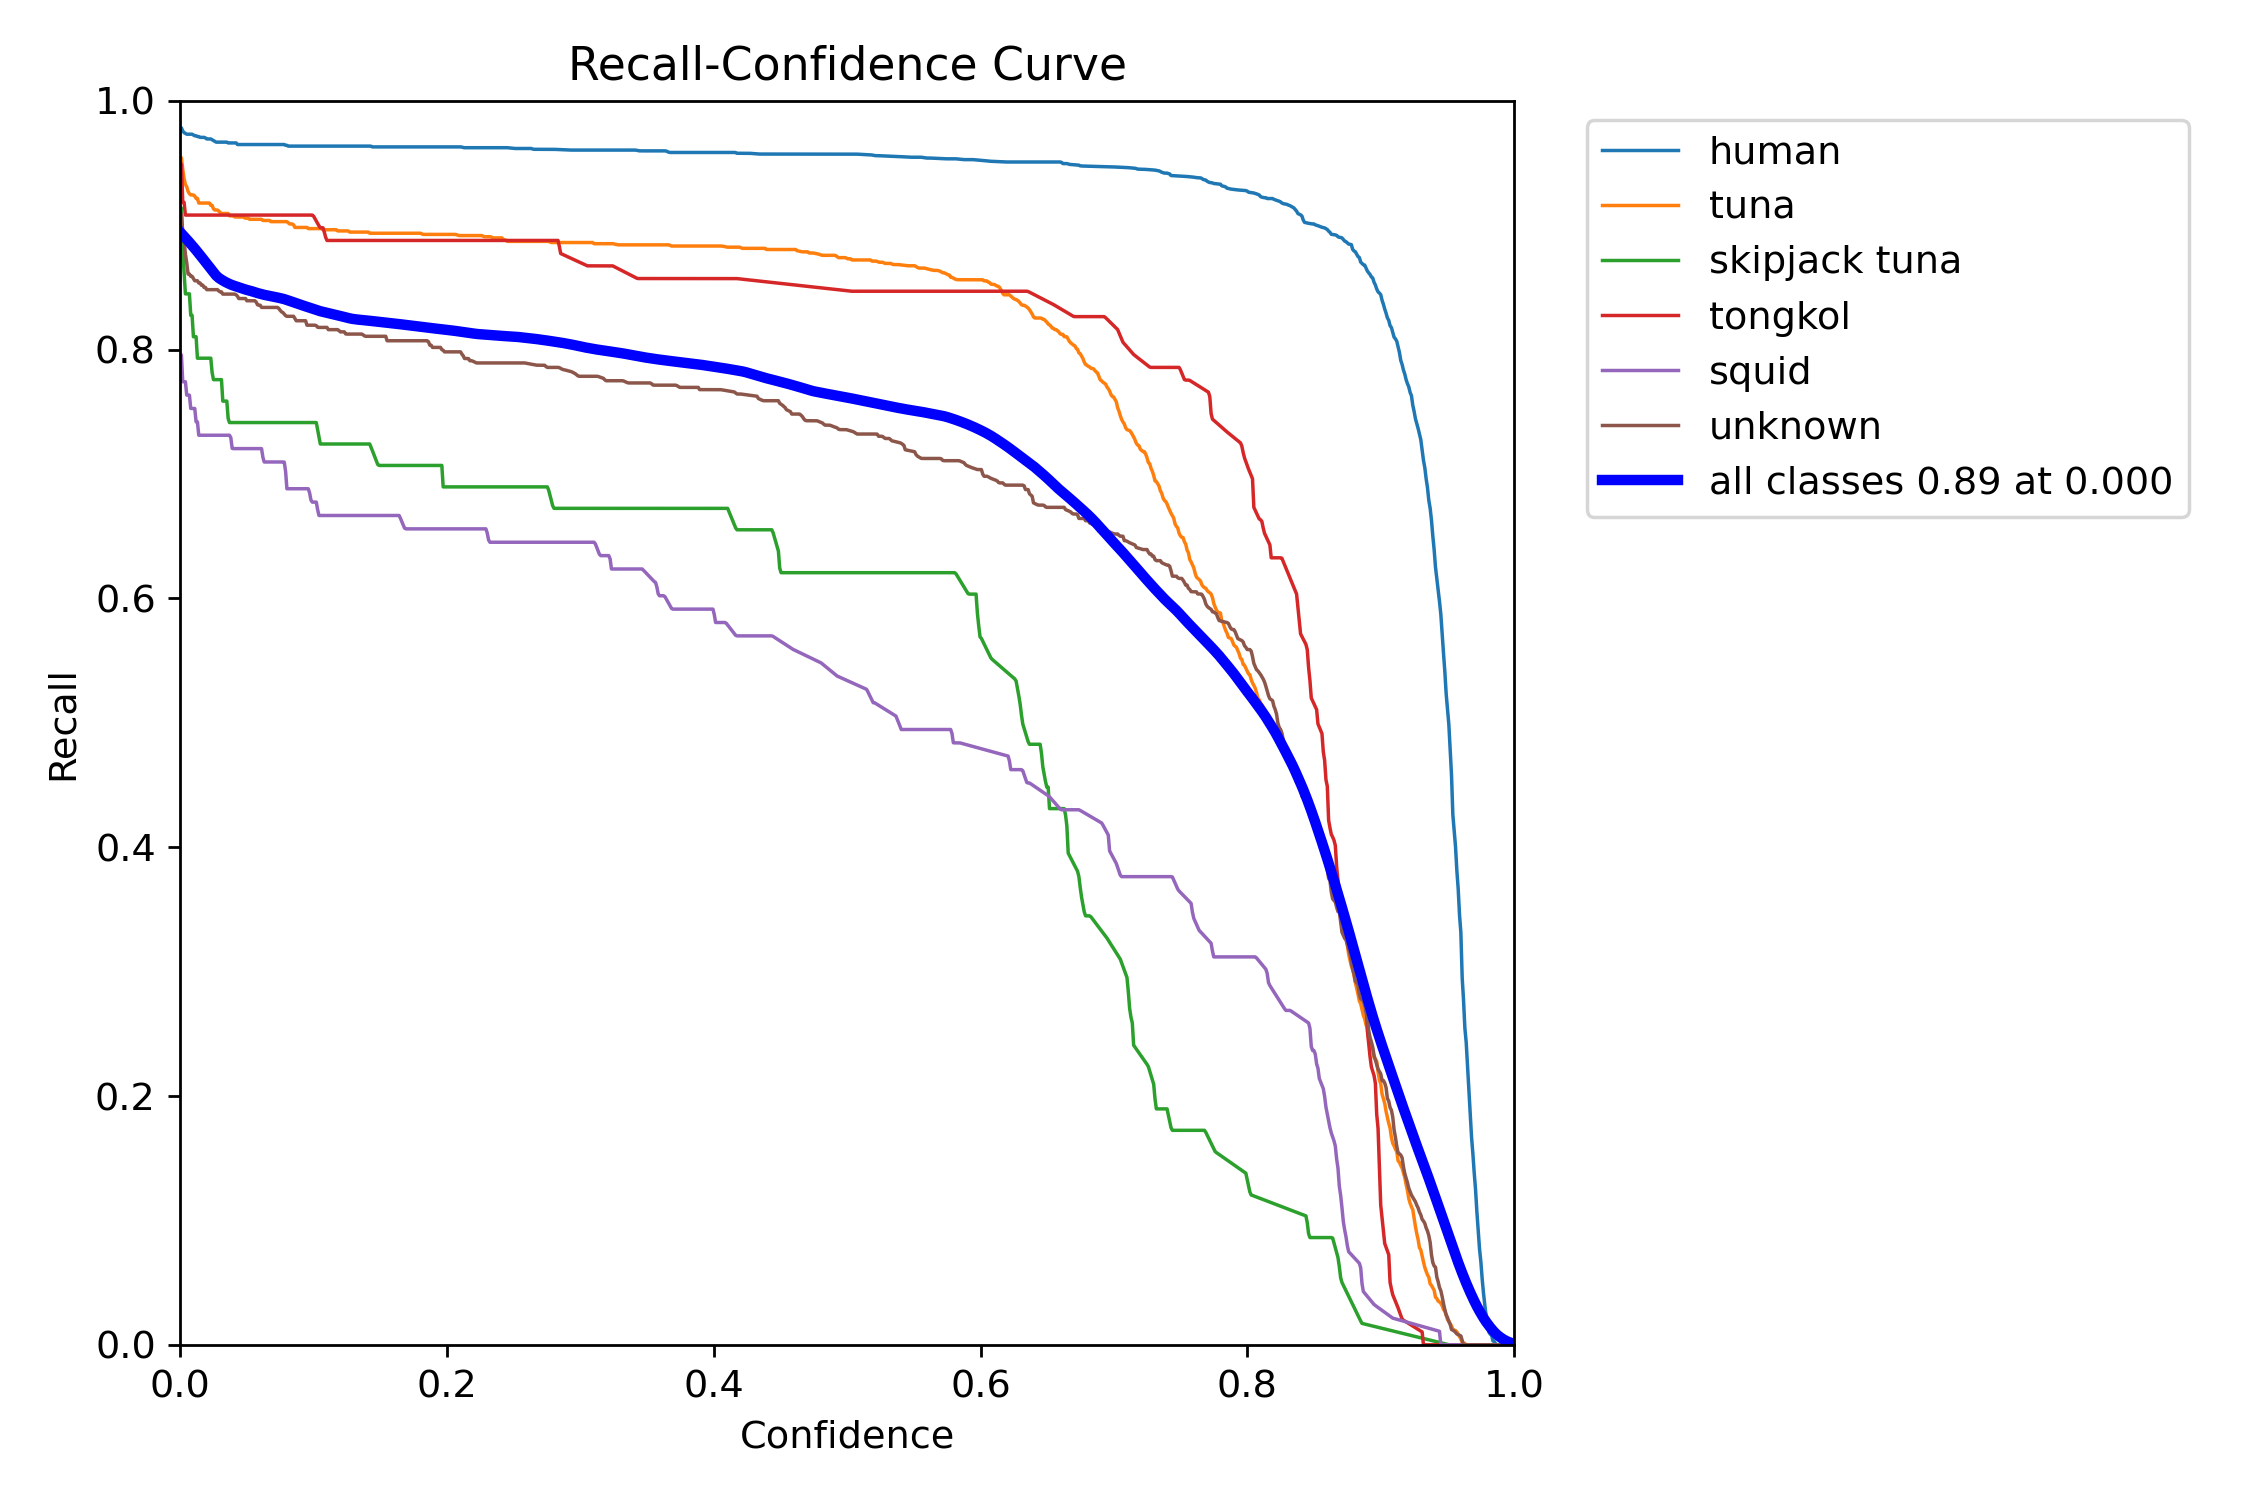 Recall-Confidence Curve
1.0
0.8
0.6
0.4
0.2
0.0
Recall
0.0 0.2 0.4 0.6 0.8 1.0
Confidence
human
tuna
skipjack tuna
tongkol
squid
unknown
all classes 0.89 at 0.000